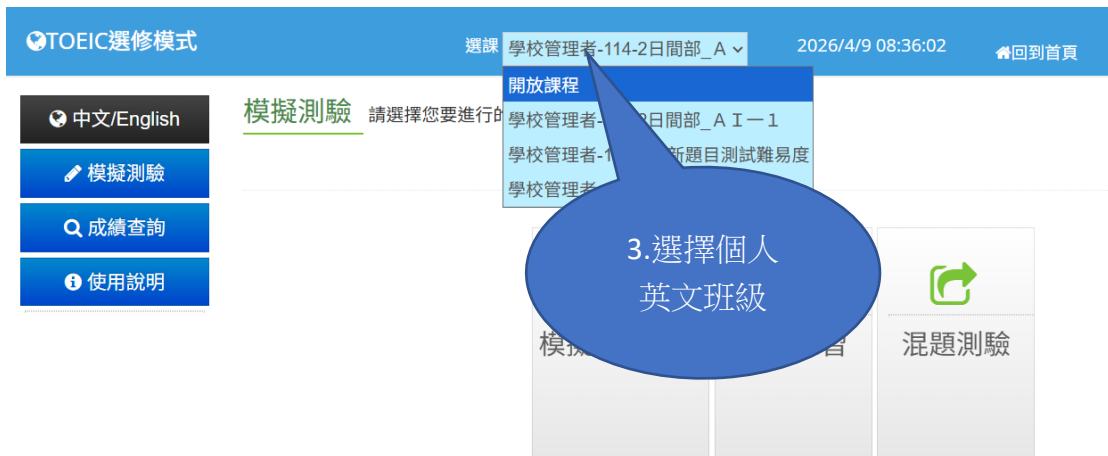 TOEIC選修模式
選課 學校管理者-114-2日間部_A
2026/4/9 08:36:02
回到首頁
開放課程
學校管理者- 2日間部_ＡＩ－１
學校管理者-1 新題目測試難易度
學校管理者
中文/English
模擬測驗
成績查詢
使用說明
模擬測驗 請選擇您要進行的
3.選擇個人
英文班級
模擬
習
混題測驗